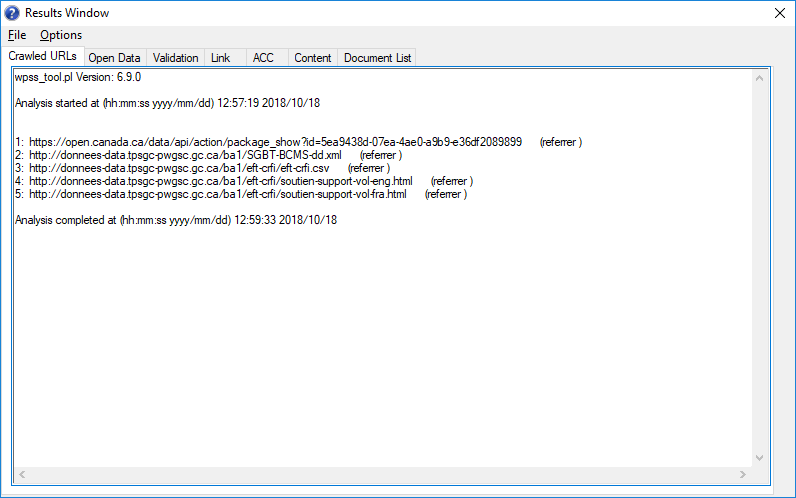 Results Window
File Options
Crawled URLs Open Data Validation Link ACC Content Document List
wpss_tool.pl Version: 6.9.0
Analysis started at (hh:mm:ss yyyy/mm/dd) 12:57:19 2018/10/18
1: https://open.canada.ca/data/api/action/package_show?id=5ea9438d-07ea-4ae0-a9b9-e36df2089899 (referrer )
2: http://donnees-data.tpsgc-pwgsc.gc.ca/ba1/SGBT-BCMS-dd.xml (referrer )
3: http://donnees-data.tpsgc-pwgsc.gc.ca/ba1/eft-crfi/eft-crfi.csv (referrer )
4: http://donnees-data.tpsgc-pwgsc.gc.ca/ba1/eft-crfi/soutien-support-vol-eng.html (referrer )
5: http://donnees-data.tpsgc-pwgsc.gc.ca/ba1/eft-crfi/soutien-support-vol-fra.html (referrer )
Analysis completed at (hh:mm:ss yyyy/mm/dd) 12:59:33 2018/10/18